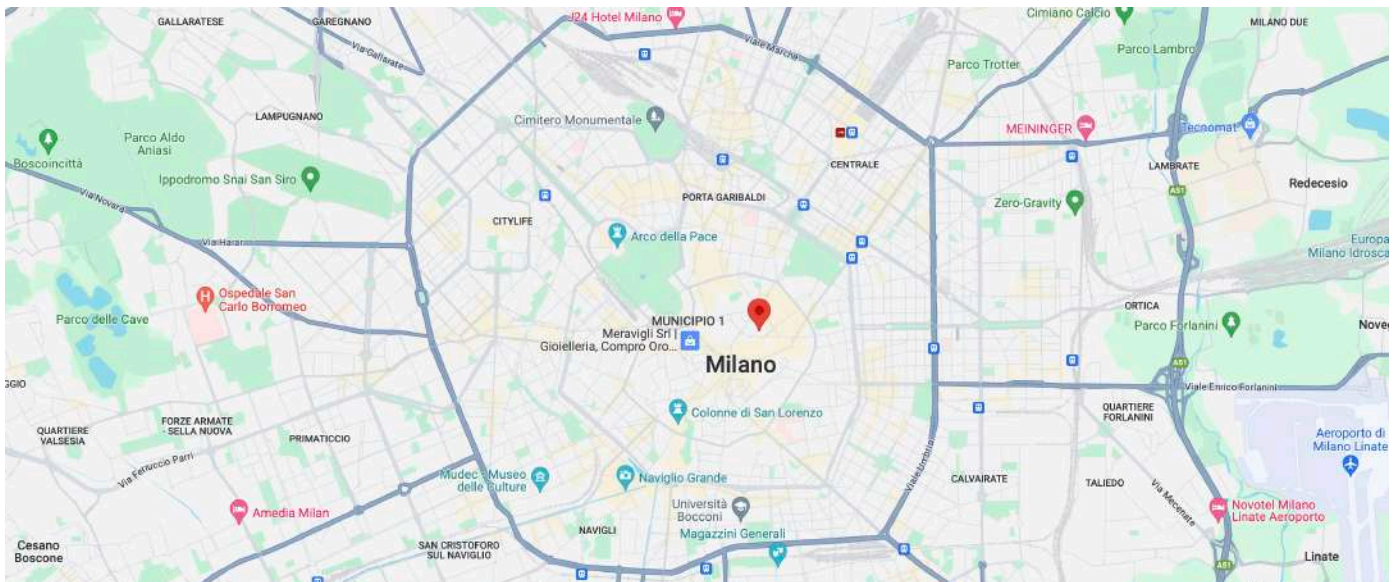 GALLARATESE
GAREGNANO
J24 Hotel Milano
Cimiano Calcio
MILANO DUE
Via Gallarate
Viale Marche
Parco Lambro
Parco Trotter
LAMPUGNANO
Cimitero Monumentale
MEININGER
Tecnomat
Parco Aldo
Aniasi
Boscoincittà
CENTRALE
LAMBRATE
Ippodromo Snai San Siro
Redecesio
Via Novara
PORTA GARIBALDI
A51
Zero-Gravity
CITYLIFE
Arco della Pace
Via Harar
Europa
Milano Idrosca
Ospedale San
Carlo Borromeo
ORTICA
Parco delle Cave
MUNICIPIO 1
Parco Forlanini
Meravigli Srl |
Gioielleria, Compro Oro...
Milano
A51
Viale Enrico Forlanini
GGIO
Colonne di San Lorenzo
QUARTIERE
FORLANINI
QUARTIERE
VALSESIA
FORZE ARMATE
- SELLA NUOVA
PRIMATICCIO
Aeroporto di
Milano Linate
Via Ferruccio Parri
Mudec - Museo
delle Culture
Naviglio Grande
Viale Umbria
CALVAIRATE
TALIEDO
Via Mecenate
Amedia Milan
Università
Bocconi
Novotel Milano
Linate Aeroporto
NAVIGLI
Magazzini Generali
Cesano
Boscone
SAN CRISTOFORO
SUL NAVIGLIO
Linate
A51